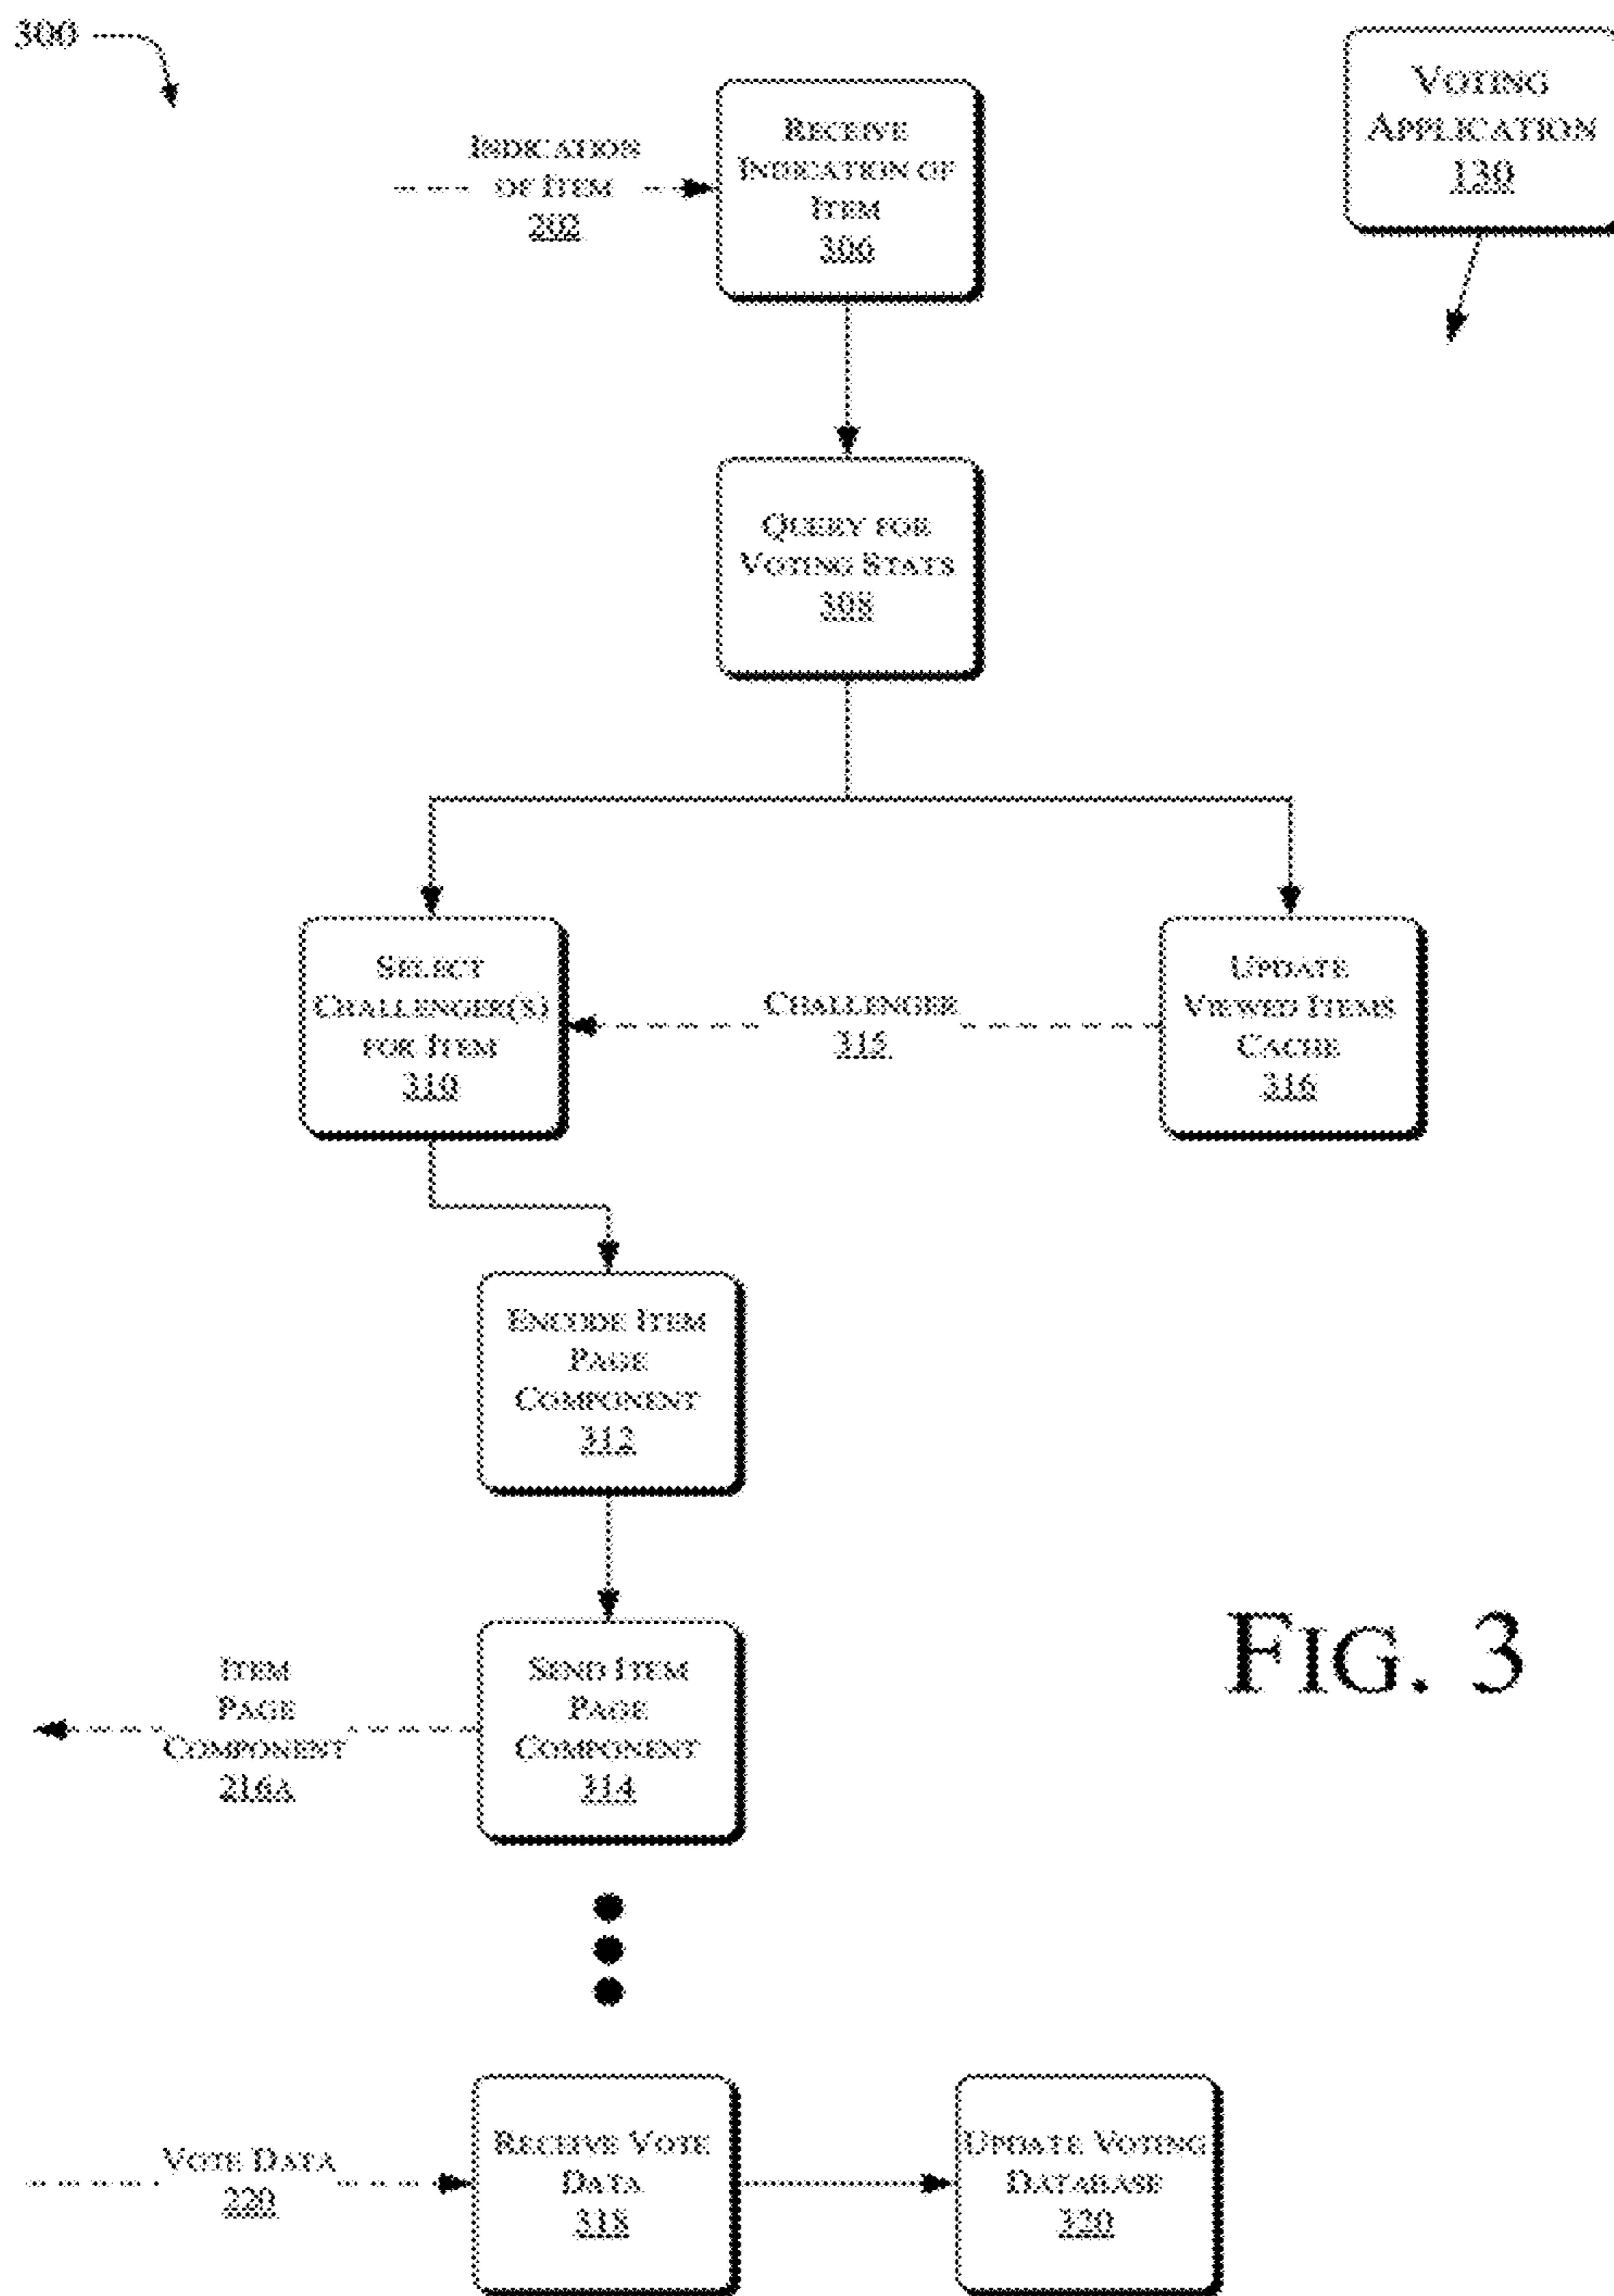 300
VOTING
APPLICATION
130
INDICATION
OF ITEM
202
RECEIVE
INDICATION OF
ITEM
306
QUERY FOR
VOTING STATS
308
SELECT
CHALLENGER(S)
FOR ITEM
310
CHALLENGER
315
UPDATE
VIEWED ITEMS
CACHE
316
ENCODE ITEM
PAGE
COMPONENT
312
ITEM
PAGE
COMPONENT
216A
SEND ITEM
PAGE
COMPONENT
314
FIG. 3
VOTE DATA
220
RECEIVE VOTE
DATA
318
UPDATE VOTING
DATABASE
320